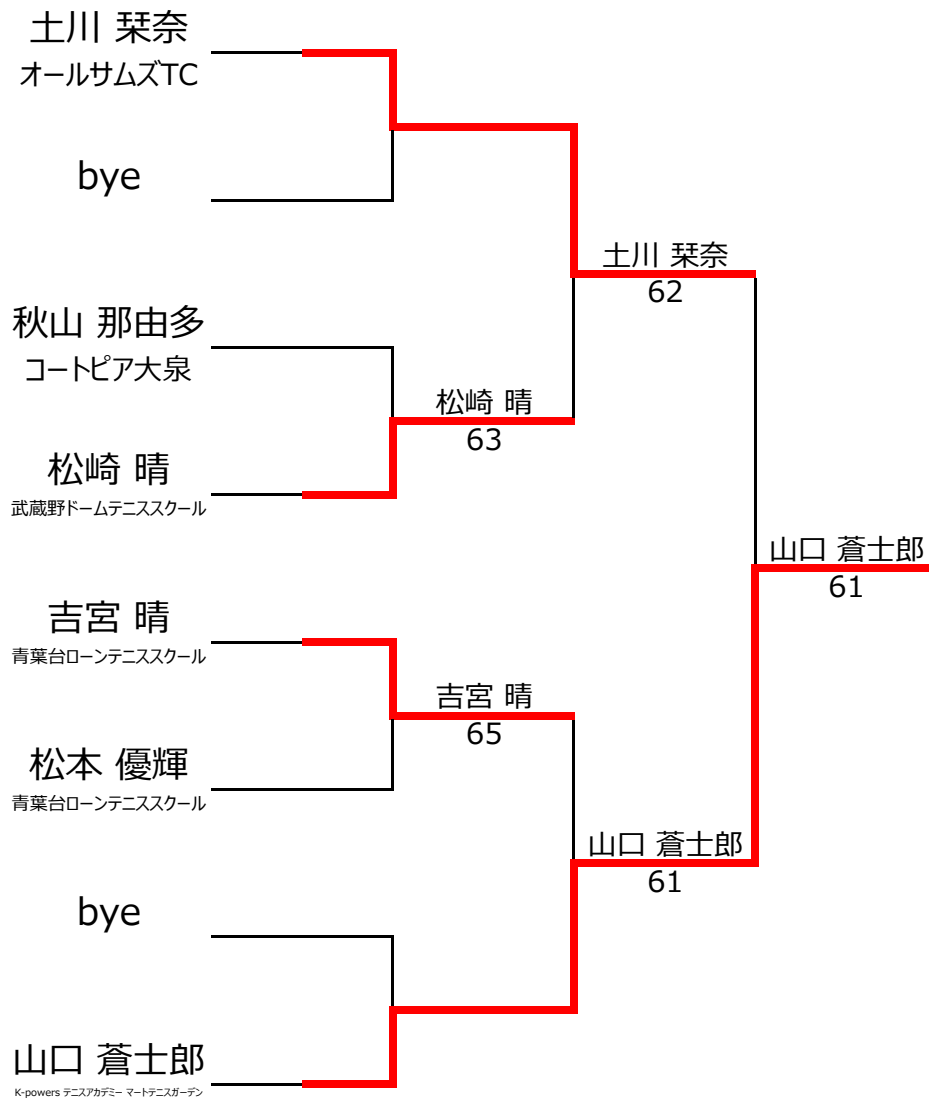 土川 栞奈
オールサムズTC
bye
秋山 那由多
コートピア大泉
松崎 晴
武蔵野ドームテニススクール
吉宮 晴
青葉台ローンテニススクール
松本 優輝
青葉台ローンテニススクール
bye
山口 蒼士郎
K-powers テニスアカデミー マートテニスガーデン
松崎 晴
63
吉宮 晴
65
土川 栞奈
62
山口 蒼士郎
61
山口 蒼士郎
61